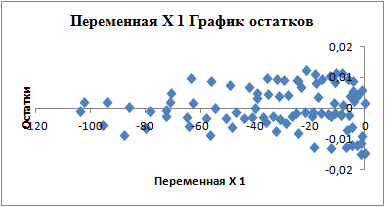 Переменная X 1 График остатков
0,02
0,01
0
-0,01
-0,02
-120 -100 -80 -60 -40 -20 0
Остатки
Переменная X 1